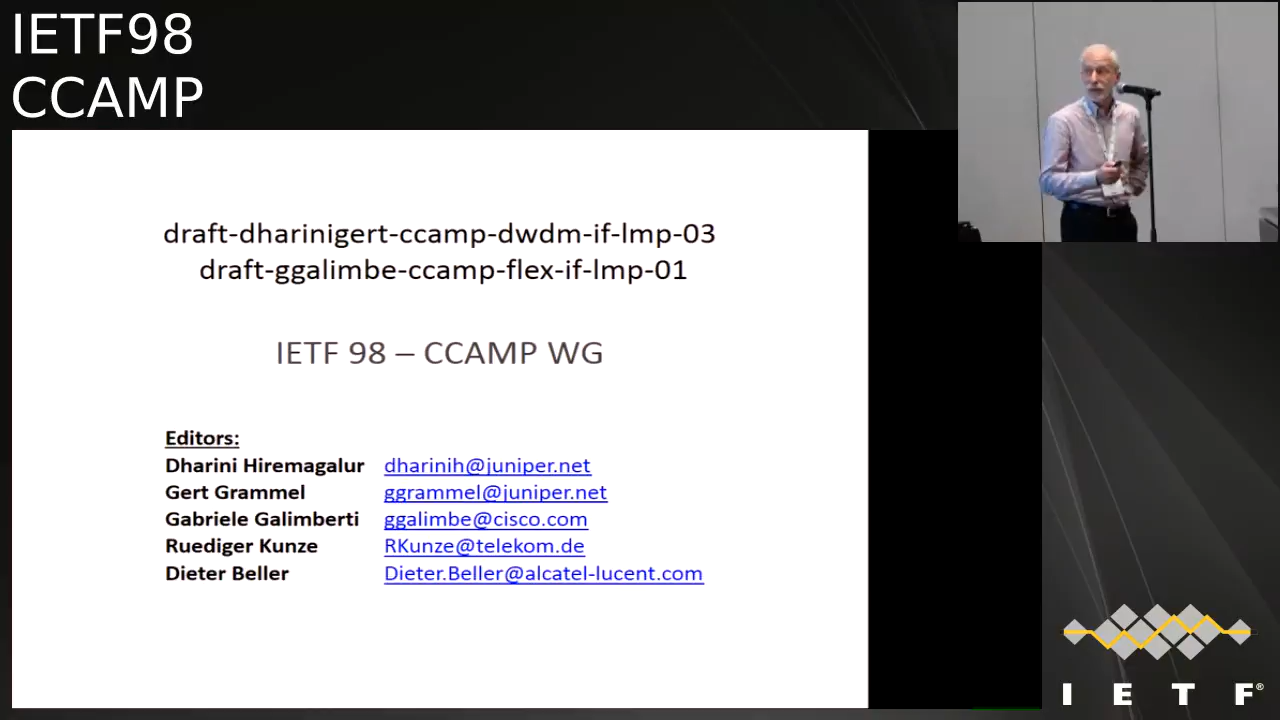 IETF98
CCAMP
draft-dharinigert-ccamp-dwdm-if-lmp-03
draft-ggalimbe-ccamp-flex-if-lmp-01
IETF 98 – CCAMP WG
Editors:
Dharini Hiremagalur dharinih@juniper.net
Gert Grammel ggrammel@juniper.net
Gabriele Galimberti ggalimbe@cisco.com
Ruediger Kunze RKunze@telekom.de
Dieter Beller Dieter.Beller@alcatel-lucent.com
I E T F®